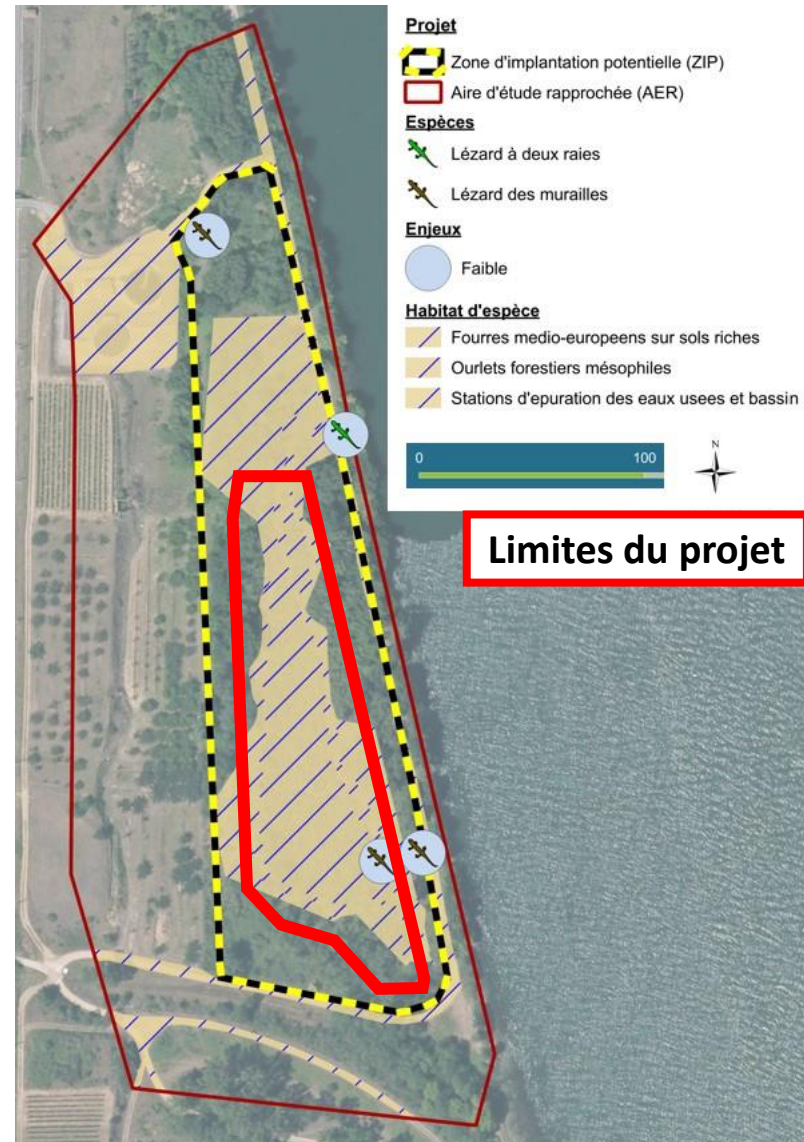 Projet
Zone d'implantation potentielle (ZIP)
Aire d'étude rapprochée (AER)
Espèces
Lézard à deux raies
Lézard des murailles
Enjeux
Faible
Habitat d'espèce
Fourres medio-europeens sur sols riches
Ourlets forestiers mésophiles
Stations d'epuration des eaux usees et bassin
0 100
N
Limites du projet